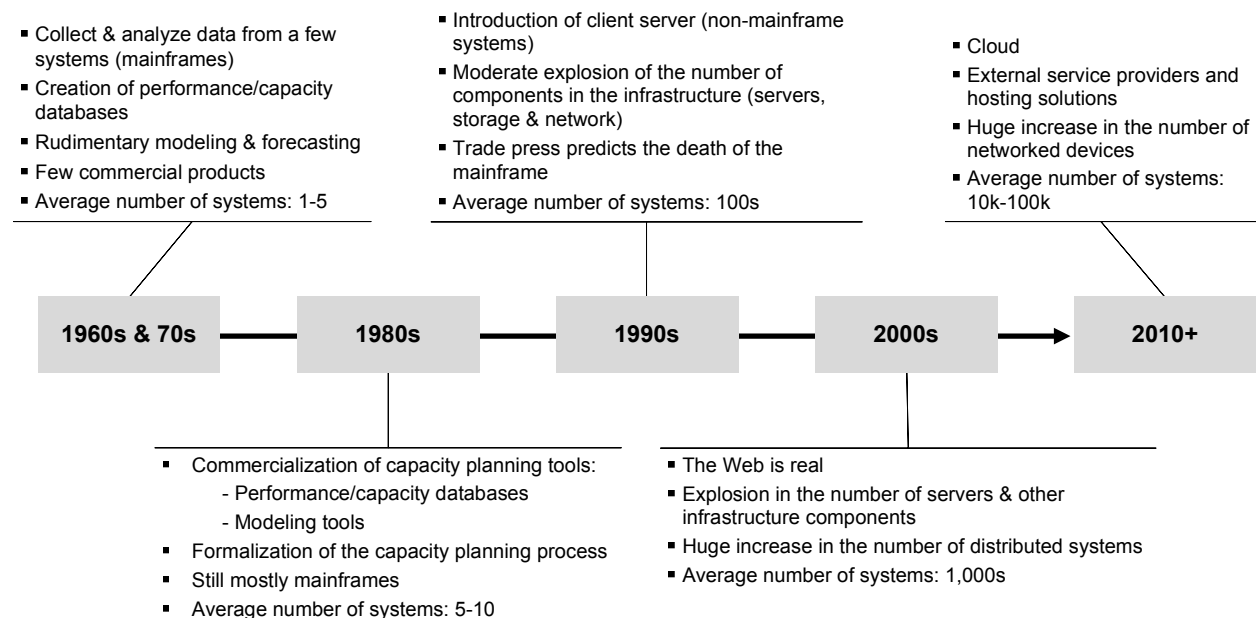 ▪ Collect & analyze data from a few
systems (mainframes)
▪ Creation of performance/capacity
databases
▪ Rudimentary modeling & forecasting
▪ Few commercial products
▪ Average number of systems: 1-5
▪ Introduction of client server (non-mainframe
systems)
▪ Moderate explosion of the number of
components in the infrastructure (servers,
storage & network)
▪ Trade press predicts the death of the
mainframe
▪ Average number of systems: 100s
▪ Cloud
▪ External service providers and
hosting solutions
▪ Huge increase in the number of
networked devices
▪ Average number of systems:
10k-100k
1960s & 70s
1980s
1990s
2000s
2010+
▪ Commercialization of capacity planning tools:
- Performance/capacity databases
- Modeling tools
▪ Formalization of the capacity planning process
▪ Still mostly mainframes
▪ Average number of systems: 5-10
▪ The Web is real
▪ Explosion in the number of servers & other
infrastructure components
▪ Huge increase in the number of distributed systems
▪ Average number of systems: 1,000s